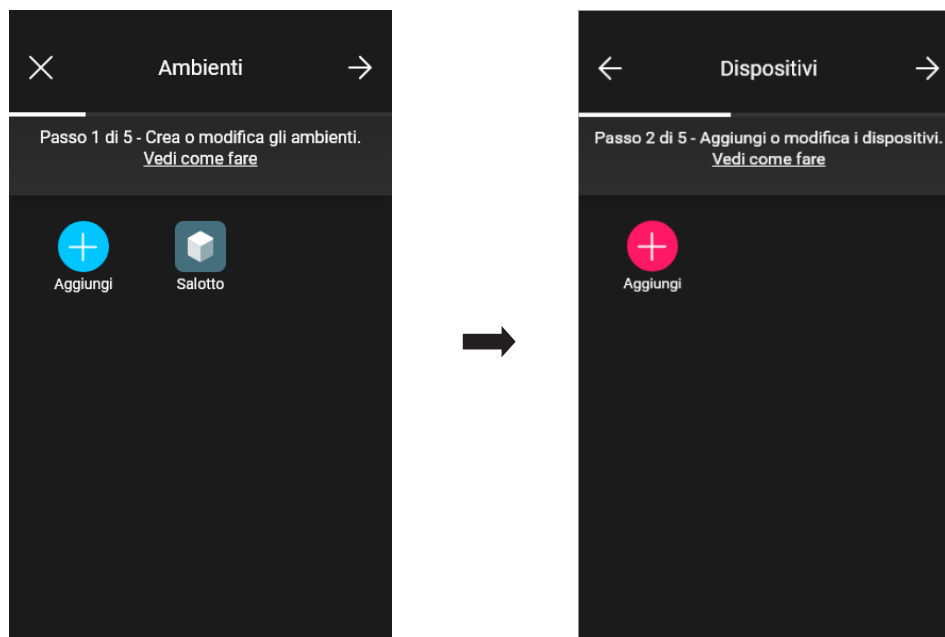 Ambienti
Passo 1 di 5 - Crea o modifica gli ambienti.
Vedi come fare
Aggiungi
Salotto
Dispositivi
Passo 2 di 5 - Aggiungi o modifica i dispositivi.
Vedi come fare
Aggiungi